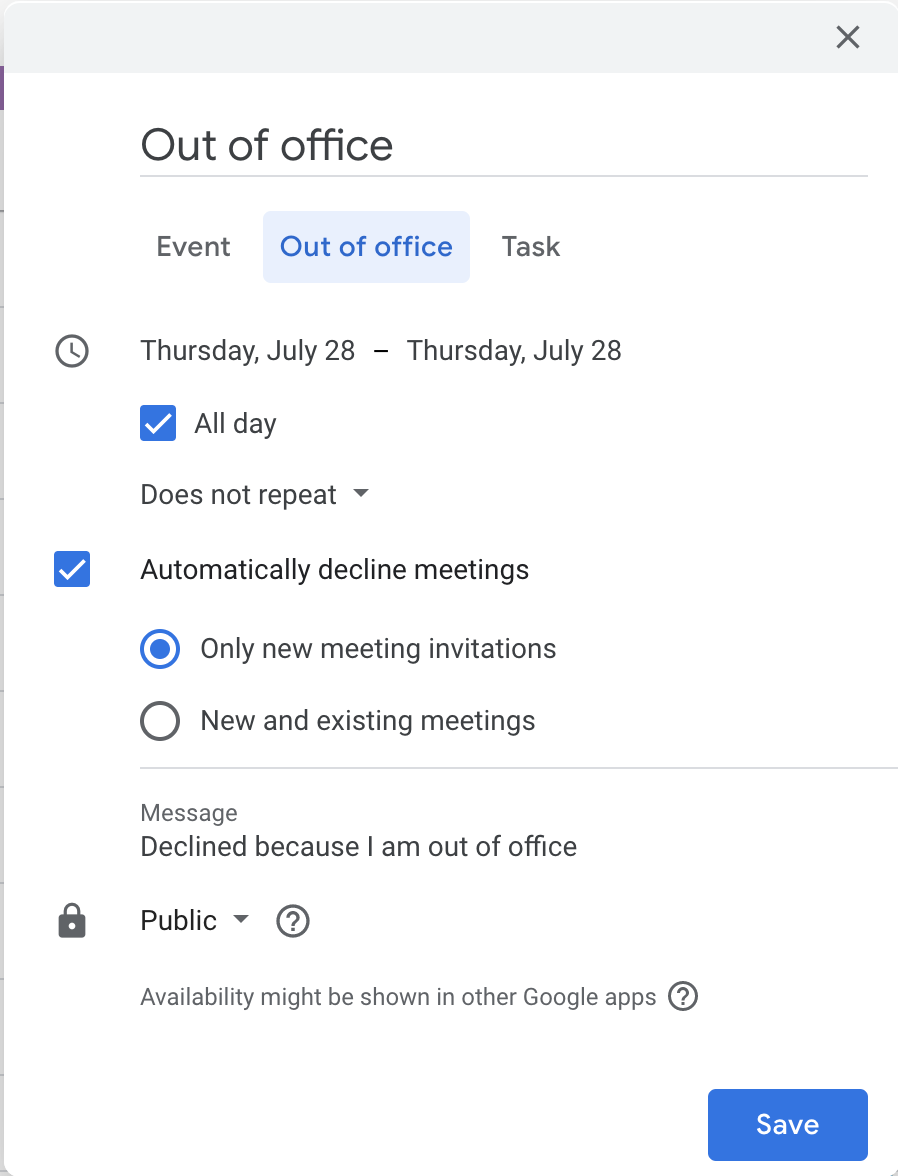 Out of office
Event Out of office Task
Thursday, July 28 – Thursday, July 28
All day
Does not repeat
Automatically decline meetings
Only new meeting invitations
New and existing meetings
Message
Declined because I am out of office
Public ?
Availability might be shown in other Google apps ?
Save